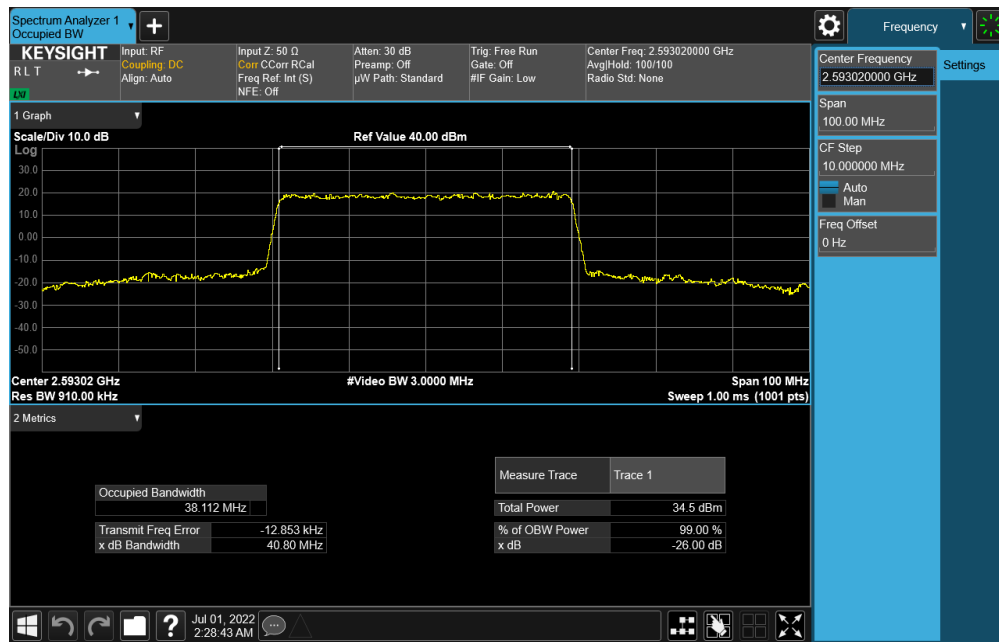 Spectrum Analyzer 1
Occupied BW
Frequency
KEYSIGHT
R L T
LXI
Input: RF
Coupling: DC
Align: Auto
Input Z: 50 Ω
Corr CCorr RCal
Freq Ref: Int (S)
NFE: Off
Atten: 30 dB
Preamp: Off
µW Path: Standard
Trig: Free Run
Gate: Off
#IF Gain: Low
Center Freq: 2.593020000 GHz
Avg|Hold: 100/100
Radio Std: None
Center Frequency
2.593020000 GHz
Settings
Span
100.00 MHz
CF Step
10.000000 MHz
Auto
Man
Freq Offset
0 Hz
1 Graph
Scale/Div 10.0 dB
Ref Value 40.00 dBm
Log
30.0
20.0
10.0
0.00
-10.0
-20.0
-30.0
-40.0
-50.0
Center 2.59302 GHz
#Video BW 3.0000 MHz
Span 100 MHz
Res BW 910.00 kHz
Sweep 1.00 ms (1001 pts)
2 Metrics
Occupied Bandwidth
38.112 MHz
Transmit Freq Error -12.853 kHz
x dB Bandwidth 40.80 MHz
Measure Trace Trace 1
Total Power 34.5 dBm
% of OBW Power 99.00 %
x dB -26.00 dB
Jul 01, 2022
2:28:43 AM